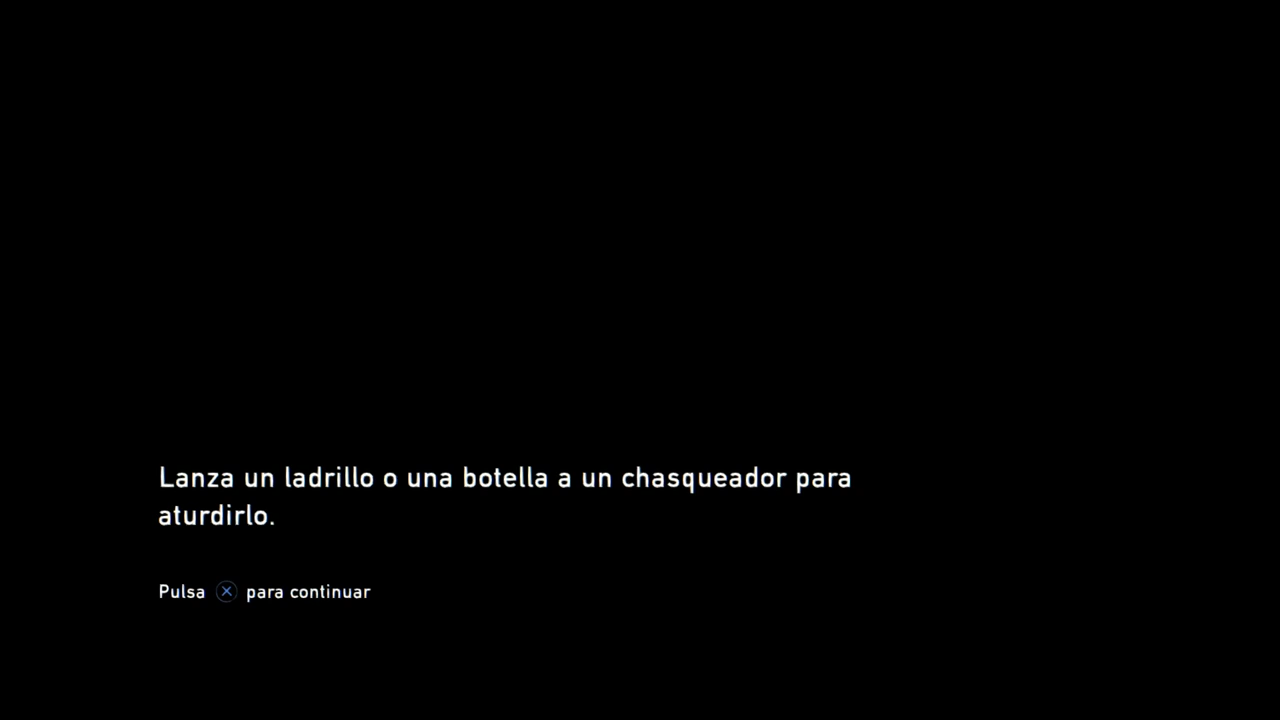 Lanza un ladrillo o una botella a un chasqueador para
aturdirlo.
Pulsa ⓧ para continuar